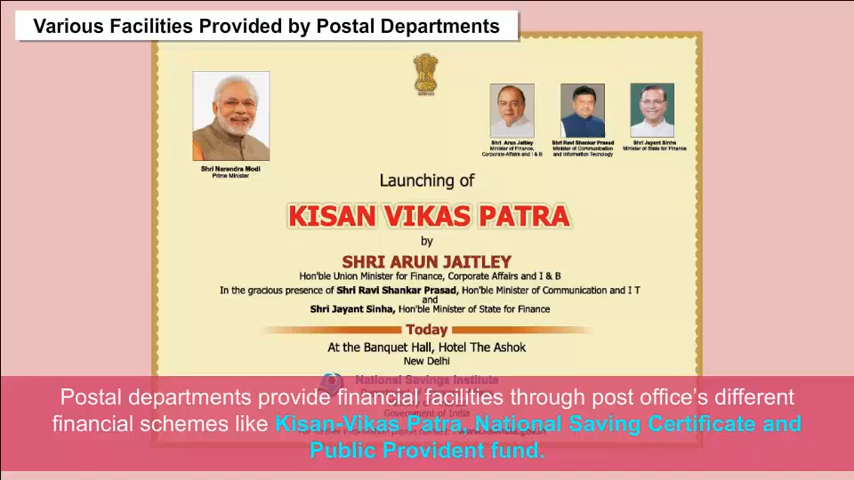 Various Facilities Provided by Postal Departments
Shri Narendra Modi
Prime Minister
Shri Arun Jaitley
Minister of Finance,
Corporate-Affairs and I & B
Shri Ravi Shankar Prasad
Minister of Communication
and Information Tecnology
Shri Jayant Sinha
Minister of State for Finance
Launching of
KISAN VIKAS PATRA
by
SHRI ARUN JAITLEY
Hon'ble Union Minister for Finance, Corporate Affairs and I & B
In the gracious presence of Shri Ravi Shankar Prasad, Hon'ble Minister of Communication and I T
and
Shri Jayant Sinha, Hon'ble Minister of State for Finance
Today
At the Banquet Hall, Hotel The Ashok
New Delhi
National Savings Institute
Government of India
Postal departments provide financial facilities through post office's different
financial schemes like Kisan-Vikas Patra, National Saving Certificate and
Public Provident fund.